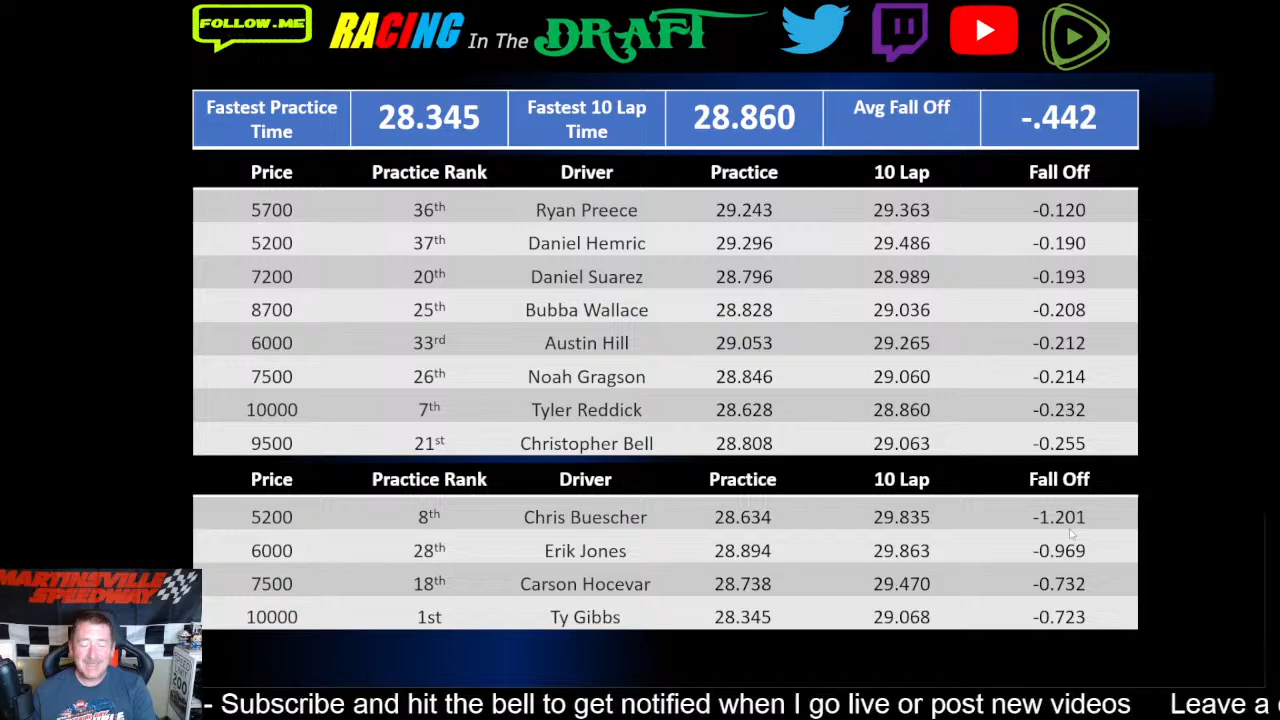 FOLLOW.ME
RACING In The DRAFT
Fastest Practice Time 28.345 Fastest 10 Lap Time 28.860 Avg Fall Off -.442
Price Practice Rank Driver Practice 10 Lap Fall Off
5700 36th Ryan Preece 29.243 29.363 -0.120
5200 37th Daniel Hemric 29.296 29.486 -0.190
7200 20th Daniel Suarez 28.796 28.989 -0.193
8700 25th Bubba Wallace 28.828 29.036 -0.208
6000 33rd Austin Hill 29.053 29.265 -0.212
7500 26th Noah Gragson 28.846 29.060 -0.214
10000 7th Tyler Reddick 28.628 28.860 -0.232
9500 21st Christopher Bell 28.808 29.063 -0.255
Price Practice Rank Driver Practice 10 Lap Fall Off
5200 8th Chris Buescher 28.634 29.835 -1.201
6000 28th Erik Jones 28.894 29.863 -0.969
7500 18th Carson Hocevar 28.738 29.470 -0.732
10000 1st Ty Gibbs 28.345 29.068 -0.723
MARTINSVILLE
SPEEDWAY
200
- Subscribe and hit the bell to get notified when I go live or post new videos Leave a